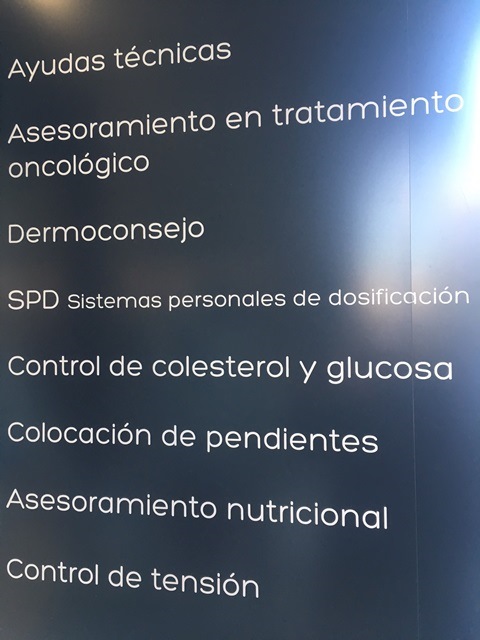 Ayudas técnicas
Asesoramiento en tratamiento
oncológico
Dermoconsejo
SPD Sistemas personales de dosificación
Control de colesterol y glucosa
Colocación de pendientes
Asesoramiento nutricional
Control de tensión